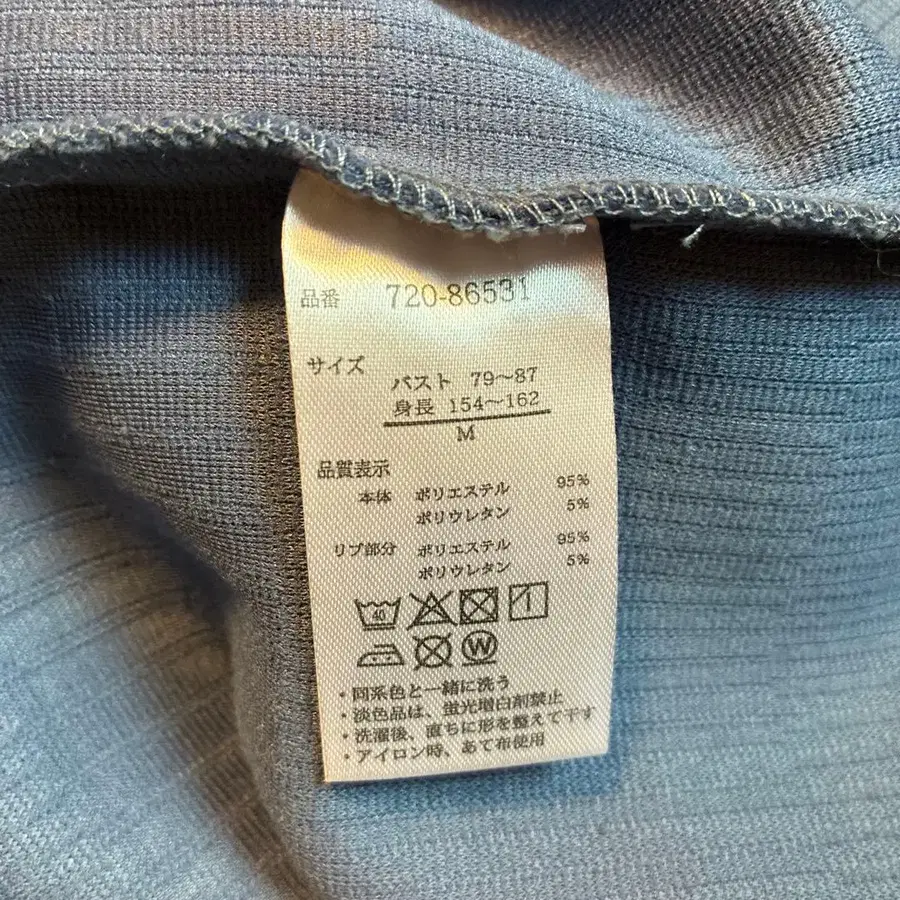 品番 720-86531
サイズ
バスト 79〜87
身長 154〜162
M
品質表示
本体 ポリエステル 95%
ポリウレタン 5%
リブ部分 ポリエステル 95%
ポリウレタン 5%
40
W
・同系色と一緒に洗う
・淡色品は、蛍光増白剤禁止
・洗濯後、直ちに形を整えて干す
・アイロン時、あて布使用